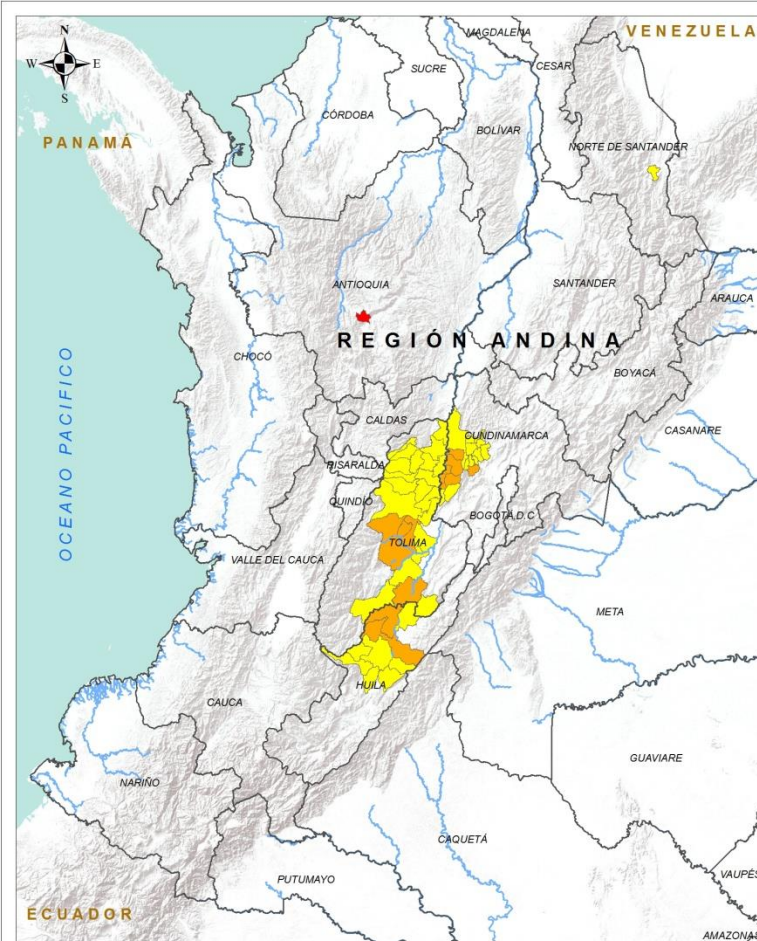 MAGDALENA
VENEZUELA
N
W
E
S
SUCRE
CESAR
CÓRDOBA
BOLÍVAR
PANAMÁ
NORTE DE SANTANDER
ANTIOQUIA
SANTANDER
ARAUCA
REGIÓN ANDINA
CHOCÓ
BOYACÁ
OCEANO PACIFICO
CALDAS
CUNDINAMARCA
CASANARE
RISARALDA
QUINDÍO
BOGOTÁ, D.C
TOLIMA
VALLE DEL CAUCA
META
HUILA
CAUCA
GUAVIARE
NARIÑO
CAQUETÁ
PUTUMAYO
VAUPÉS
ECUADOR
AMAZONAS